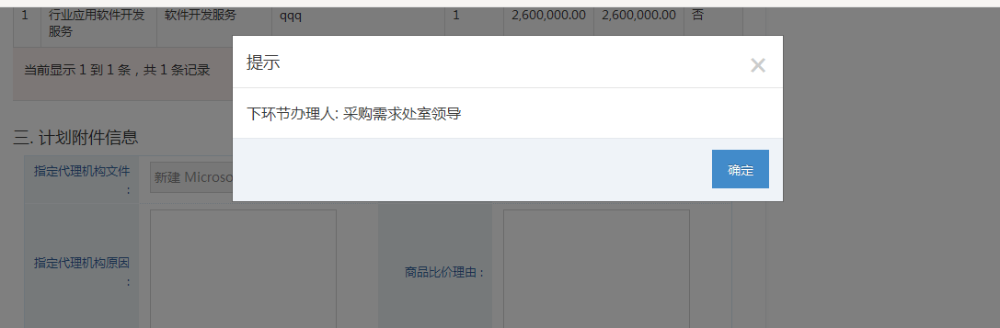 1 行业应用软件开发 软件开发服务 qqq 1 2,600,000.00 2,600,000.00 否
服务
提示
×
当前显示 1 到 1 条，共 1 条记录
下环节办理人: 采购需求处室领导
三. 计划附件信息
确定
指定代理机构文件
:
新建 Microso
指定代理机构原因
:
商品比价理由 :